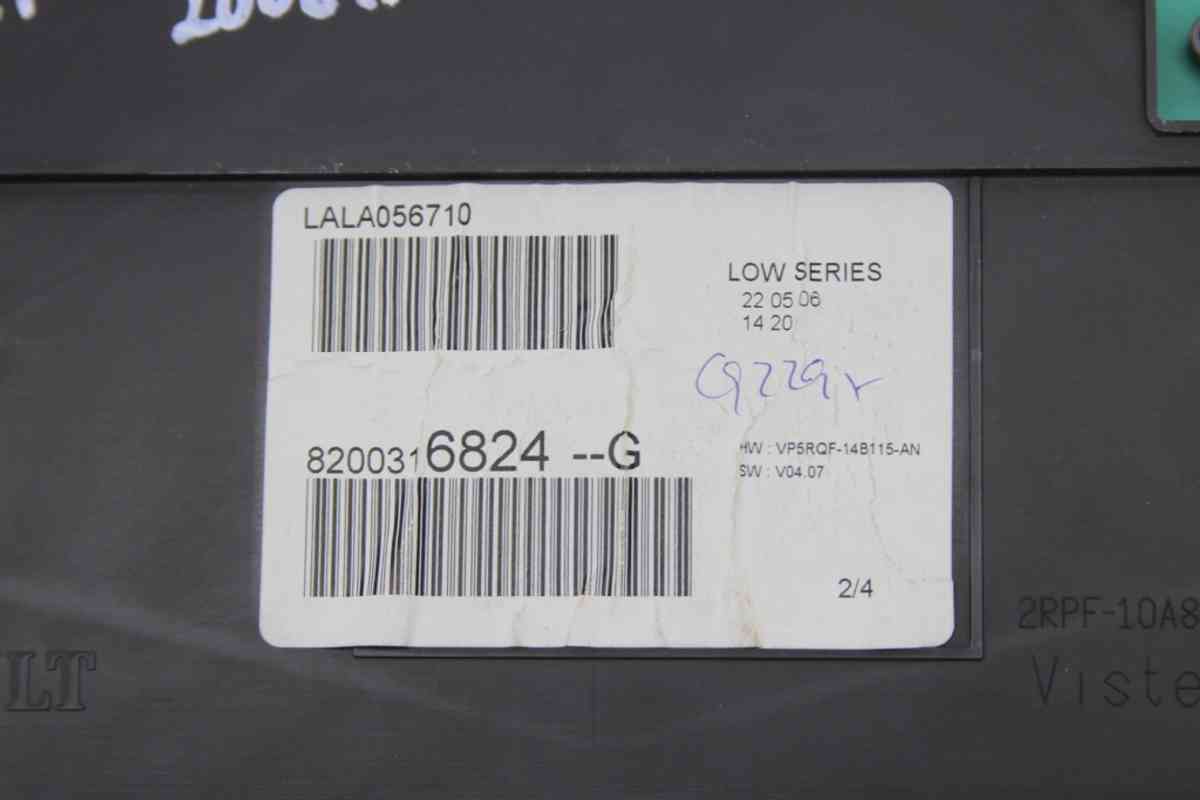 LALA056710
LOW SERIES
22 05 06
14 20
8200316824 --G
HW : VP5RQF-14B115-AN
SW : V04.07
2/4
2RPF-10A8
LT
Viste